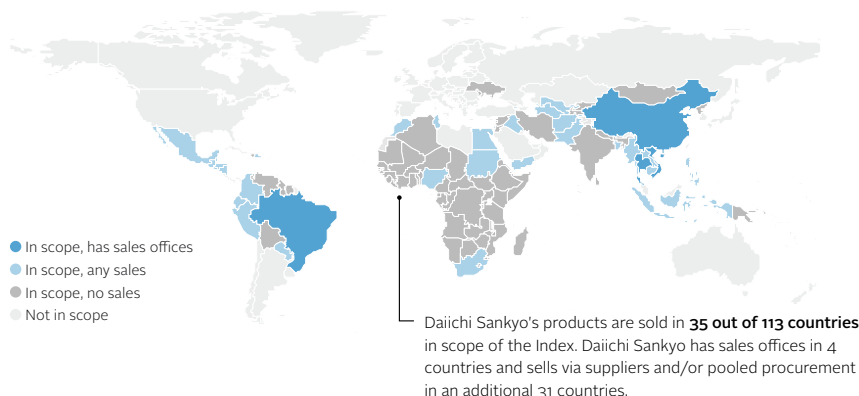 In scope, has sales offices
In scope, any sales
In scope, no sales
Not in scope
Daiichi Sankyo's products are sold in 35 out of 113 countries
in scope of the Index. Daiichi Sankyo has sales offices in 4
countries and sells via suppliers and/or pooled procurement
in an additional 31 countries.